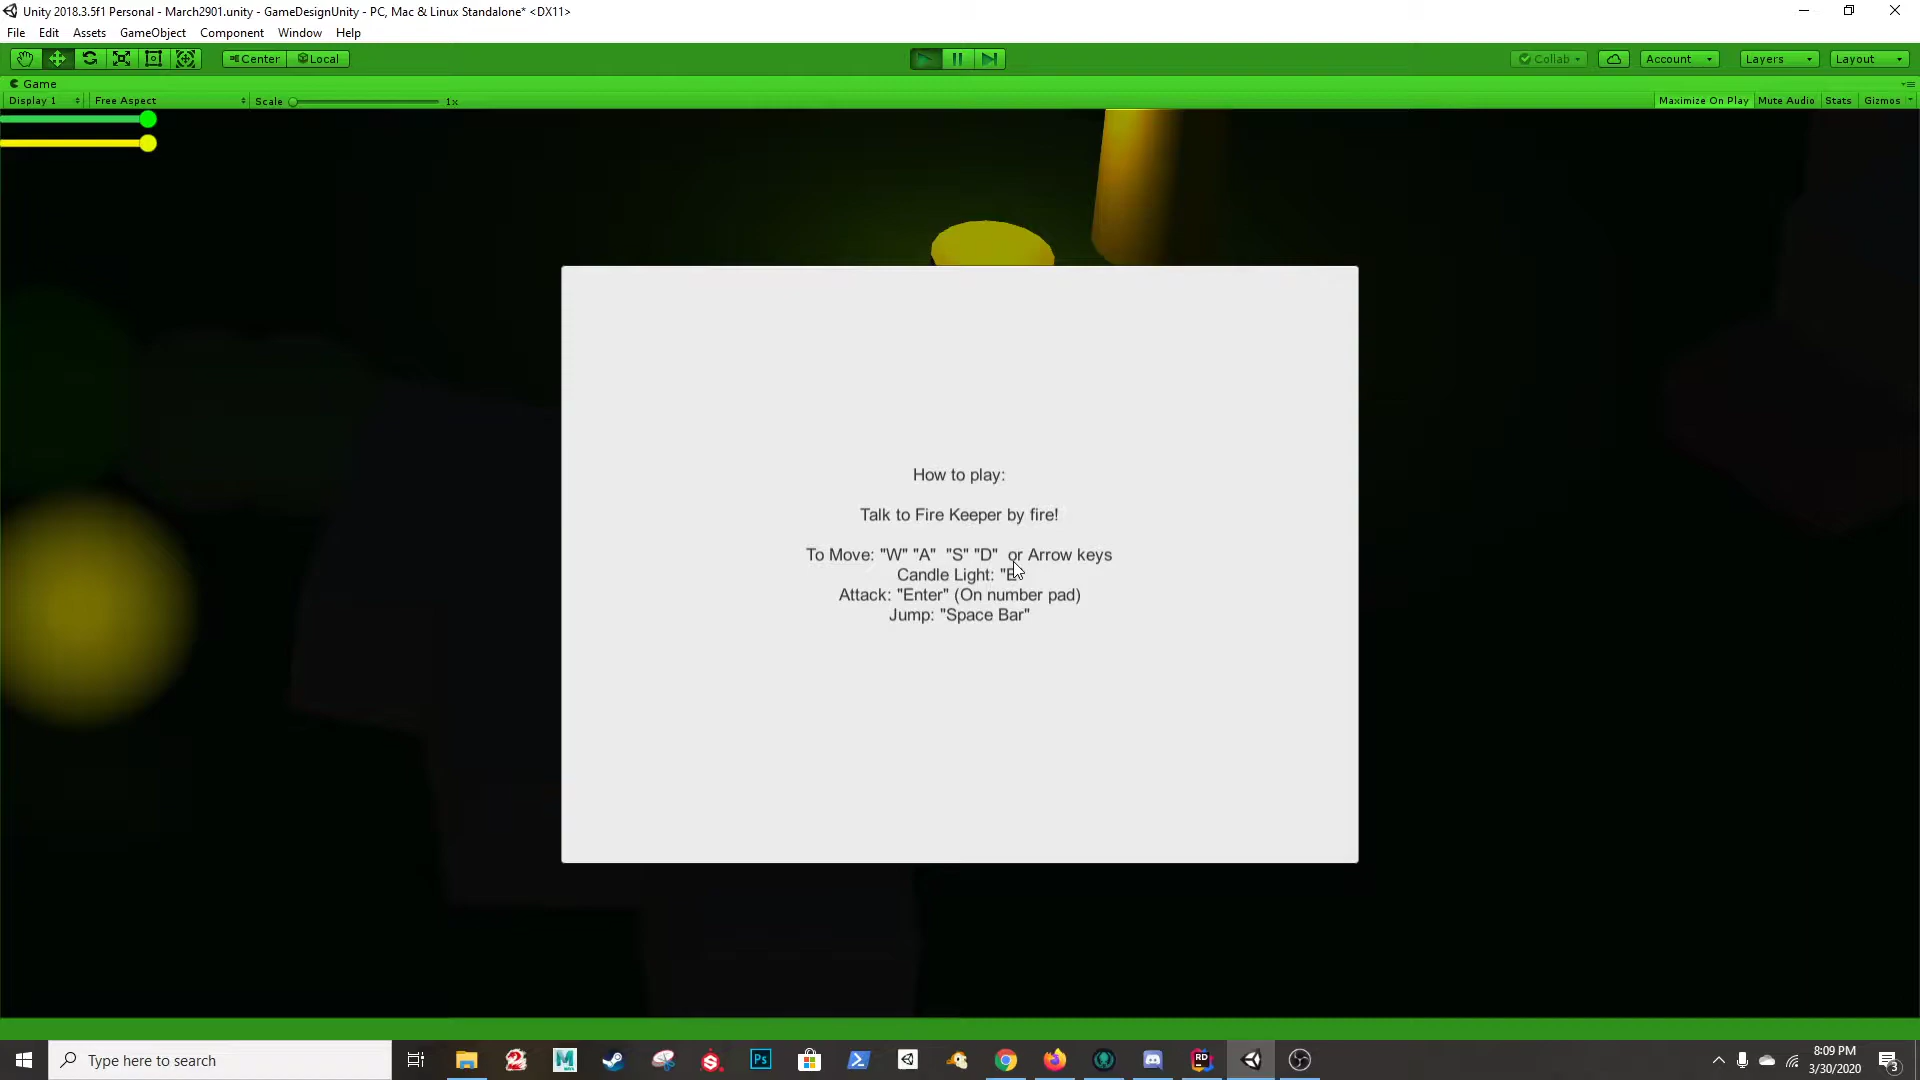 Unity 2018.3.5f1 Personal - March2901.unity - GameDesignUnity - PC, Mac & Linux Standalone* <DX11>
File Edit Assets GameObject Component Window Help
Center Local Collab Account Layers Layout
Game
Display 1 Free Aspect Scale 1x Maximize On Play Mute Audio Stats Gizmos
How to play:
Talk to Fire Keeper by fire!
To Move: "W" "A"  "S" "D"  or Arrow keys
Candle Light:
Attack: "Enter" (On number pad)
Jump: "Space Bar"
Type here to search
Ps
RD
8:09 PM
3/30/2020
3